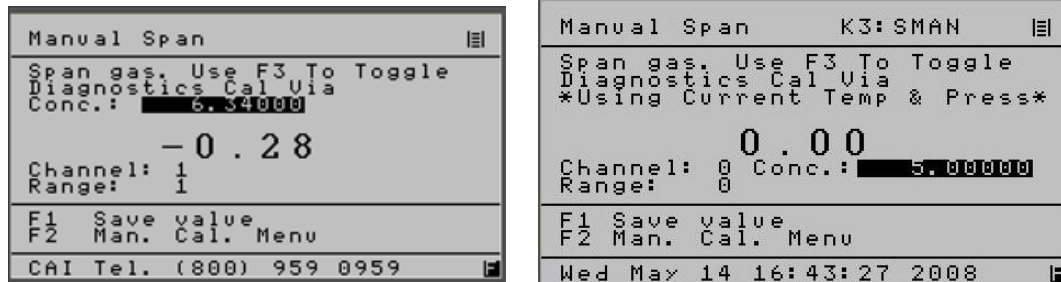 Manual Span
Span gas. Use F3 To Toggle
Diagnostics Cal Via
Conc.: 6.34000
-0.28
Channel: 1
Range: 1
F1 Save value
F2 Man. Cal. Menu
CAI Tel. (800) 959 0959
Manual Span K3:SMAN
Span gas. Use F3 To Toggle
Diagnostics Cal Via
*Using Current Temp & Press*
0.00
Channel: 0 Conc.: 5.00000
Range: 0
F1 Save value
F2 Man. Cal. Menu
Wed May 14 16:43:27 2008